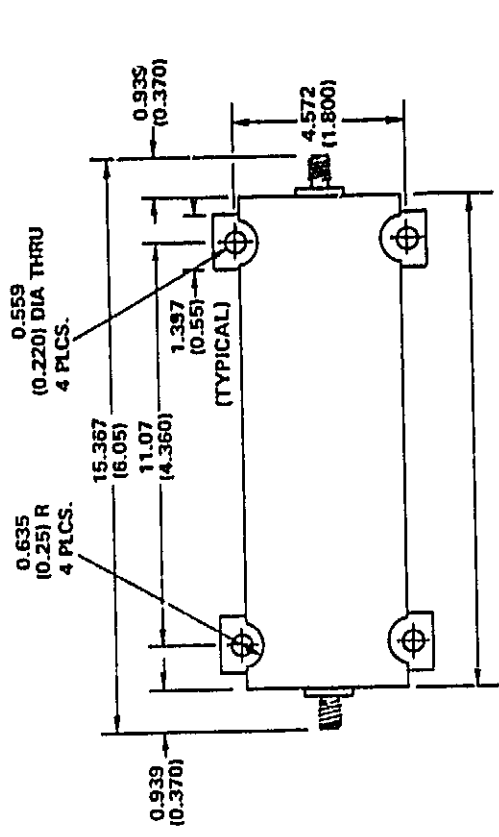 0.635
(0.25) R
4 PLCS.
0.559
(0.220) DIA THRU
4 PLCS.
15.367
(6.05)
11.07
(4.360)
0.939
(0.370)
0.939
(0.370)
1.397
(0.55)
(TYPICAL)
4.572
(1.800)